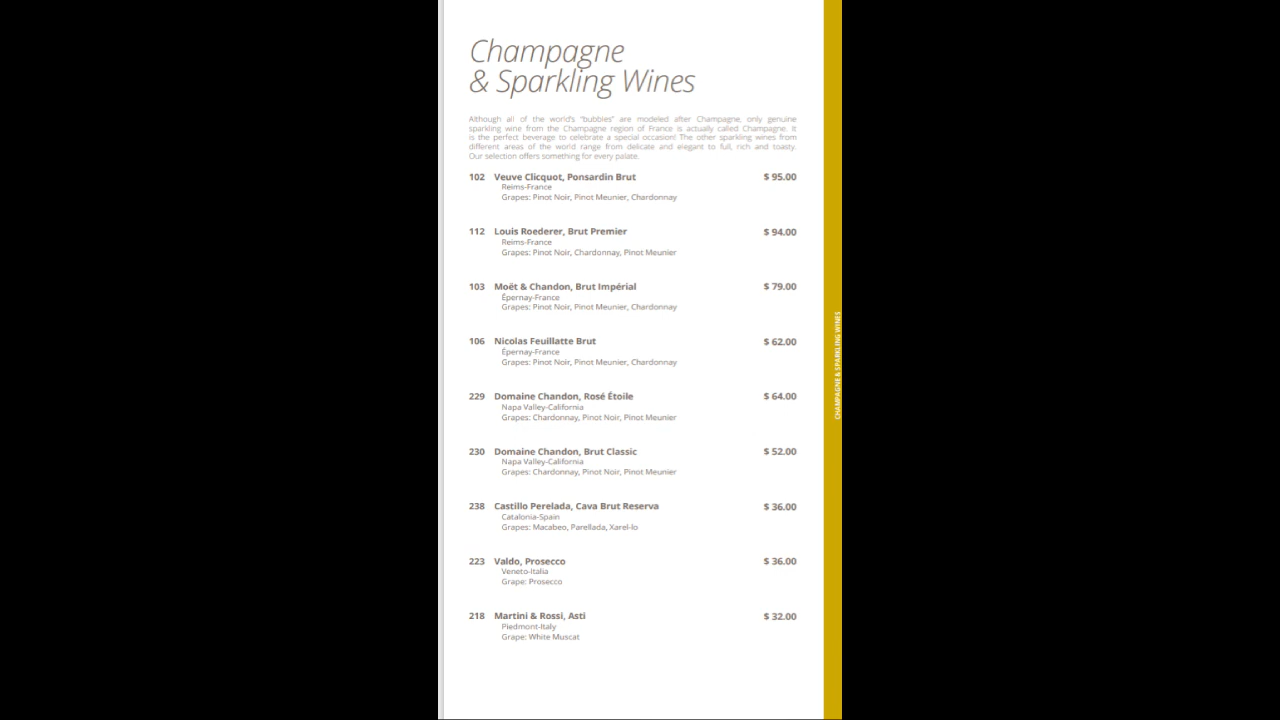 Champagne
& Sparkling Wines
Although all of the world's "bubbles" are modeled after Champagne, only genuine
sparkling wine from the Champagne region of France is actually called Champagne. It
is the perfect beverage to celebrate a special occasion! The other sparkling wines from
different areas of the world range from delicate and elegant to full, rich and toasty.
Our selection offers something for every palate.
102 Veuve Clicquot, Ponsardin Brut $ 95.00
Reims-France
Grapes: Pinot Noir, Pinot Meunier, Chardonnay
112 Louis Roederer, Brut Premier $ 94.00
Reims-France
Grapes: Pinot Noir, Chardonnay, Pinot Meunier
103 Moët & Chandon, Brut Impérial $ 79.00
Épernay-France
Grapes: Pinot Noir, Pinot Meunier, Chardonnay
106 Nicolas Feuillatte Brut $ 62.00
Épernay-France
Grapes: Pinot Noir, Pinot Meunier, Chardonnay
229 Domaine Chandon, Rosé Étoile $ 64.00
Napa Valley-California
Grapes: Chardonnay, Pinot Noir, Pinot Meunier
230 Domaine Chandon, Brut Classic $ 52.00
Napa Valley-California
Grapes: Chardonnay, Pinot Noir, Pinot Meunier
238 Castillo Perelada, Cava Brut Reserva $ 36.00
Catalonia-Spain
Grapes: Macabeo, Parellada, Xarel-lo
223 Valdo, Prosecco $ 36.00
Veneto-Italia
Grape: Prosecco
218 Martini & Rossi, Asti $ 32.00
Piedmont-Italy
Grape: White Muscat
CHAMPAGNE & SPARKLING WINES